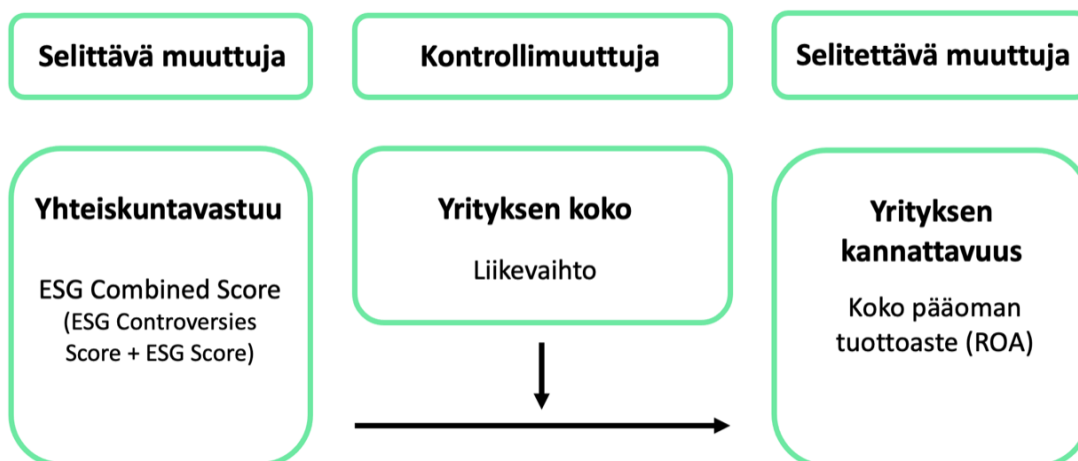 Selittävä muuttuja
Kontrollimuuttuja
Selitettävä muuttuja
Yhteiskuntavastuu
ESG Combined Score
(ESG Controversies
Score + ESG Score)
Yrityksen koko
Liikevaihto
Yrityksen
kannattavuus
Koko pääoman
tuottoaste (ROA)